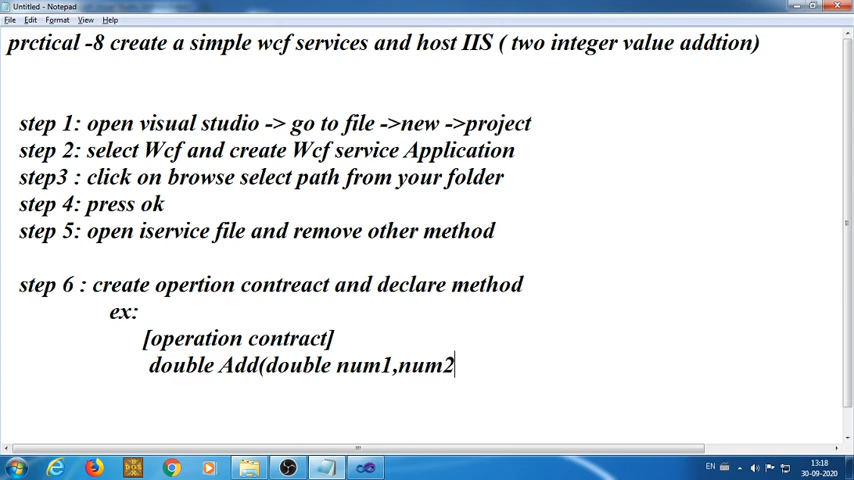 Untitled - Notepad
File Edit Format View Help
prctical -8 create a simple wcf services and host IIS ( two integer value addtion)
step 1: open visual studio -> go to file ->new ->project
step 2: select Wcf and create Wcf service Application
step3 : click on browse select path from your folder
step 4: press ok
step 5: open iservice file and remove other method
step 6 : create opertion contreact and declare method
ex:
[operation contract]
double Add(double num1,num2
EN
13:18
30-09-2020